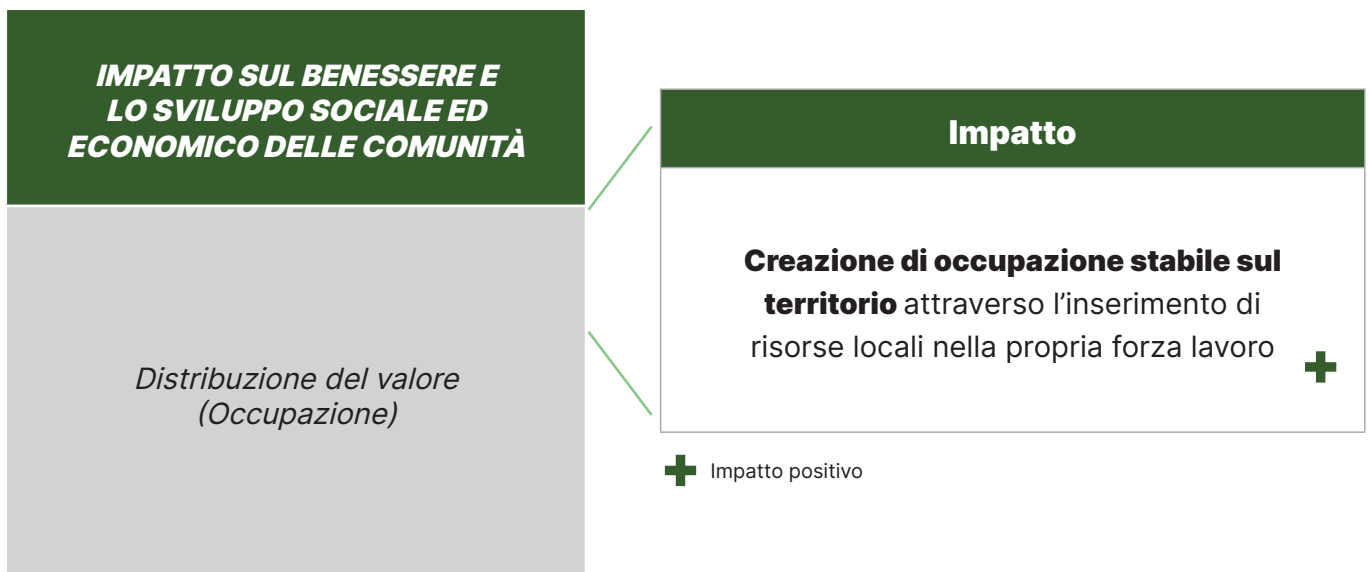 IMPATTO SUL BENESSERE E
LO SVILUPPO SOCIALE ED
ECONOMICO DELLE COMUNITÀ
Distribuzione del valore
(Occupazione)
Impatto
Creazione di occupazione stabile sul
territorio attraverso l’inserimento di
risorse locali nella propria forza lavoro
Impatto positivo